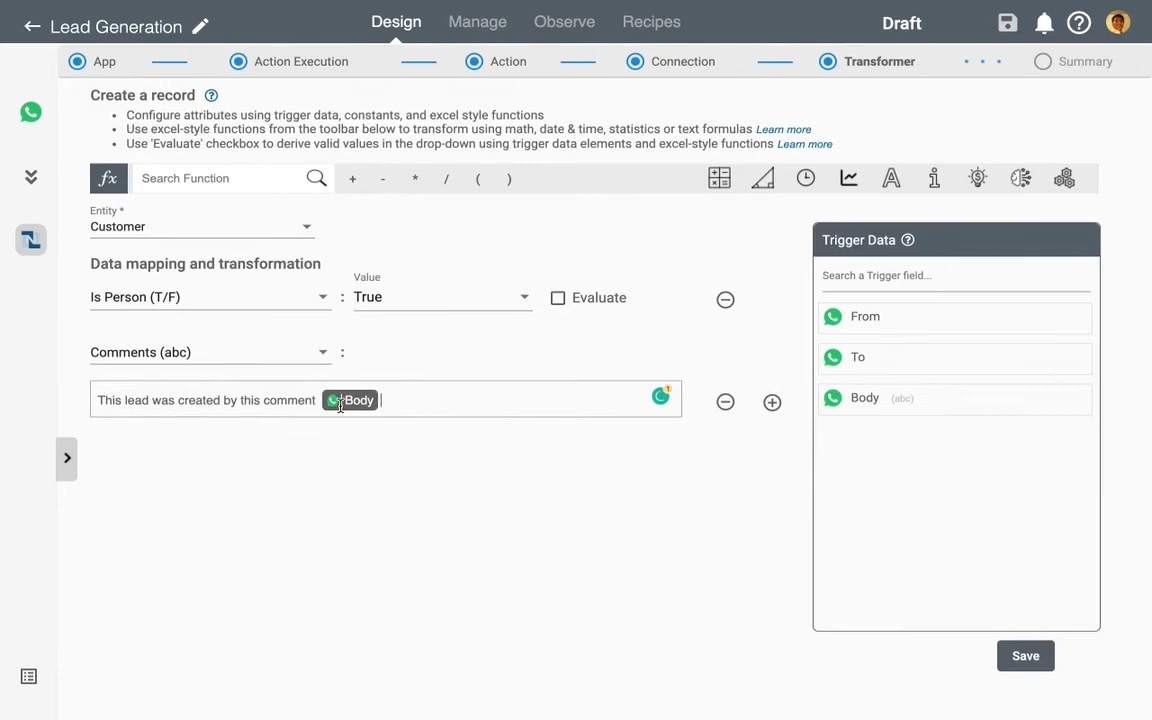 Lead Generation
Design Manage Observe Recipes
Draft
App Action Execution Action Connection Transformer Summary
Create a record
Configure attributes using trigger data, constants, and excel style functions
Use excel-style functions from the toolbar below to transform using math, date & time, statistics or text formulas Learn more
Use 'Evaluate' checkbox to derive valid values in the drop-down using trigger data elements and excel-style functions Learn more
fx Search Function + - * / ( )
Entity *
Customer
Data mapping and transformation
Value
Is Person (T/F) : True Evaluate
Comments (abc) :
This lead was created by this comment Body
1
Trigger Data
Search a Trigger field...
From
To
Body (abc)
Save